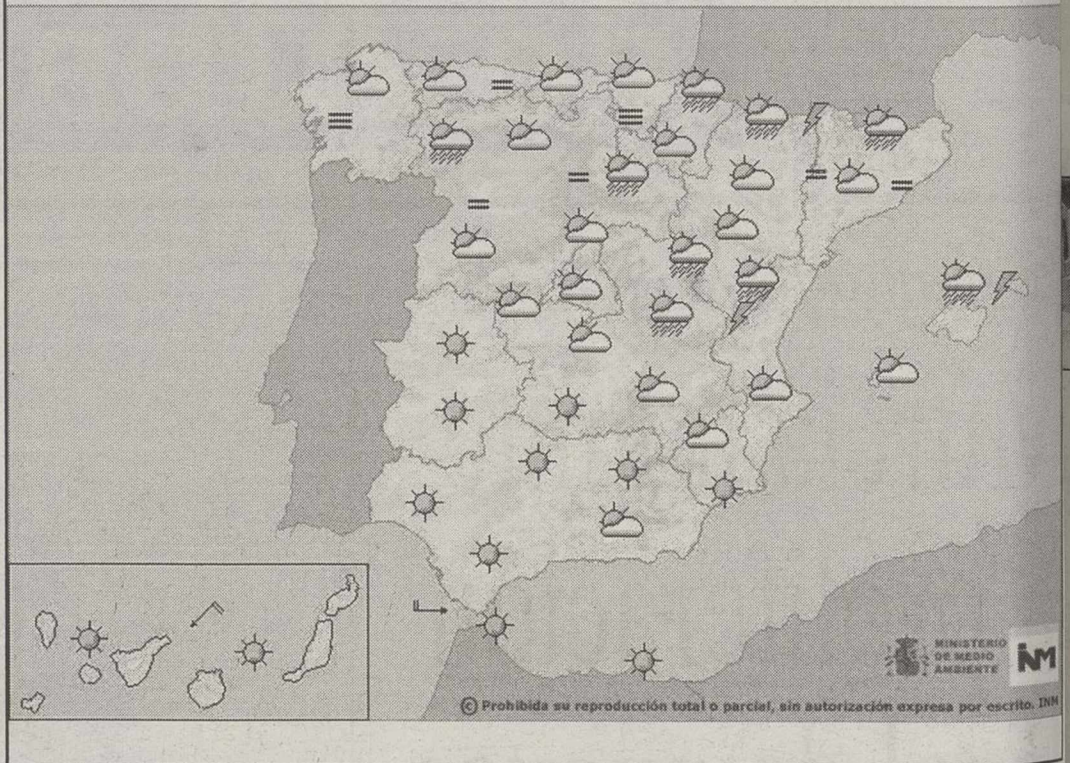 MINISTERIO
DE MEDIO
AMBIENTE
INM
© Prohibida su reproducción total o parcial, sin autorización expresa por escrito. INM